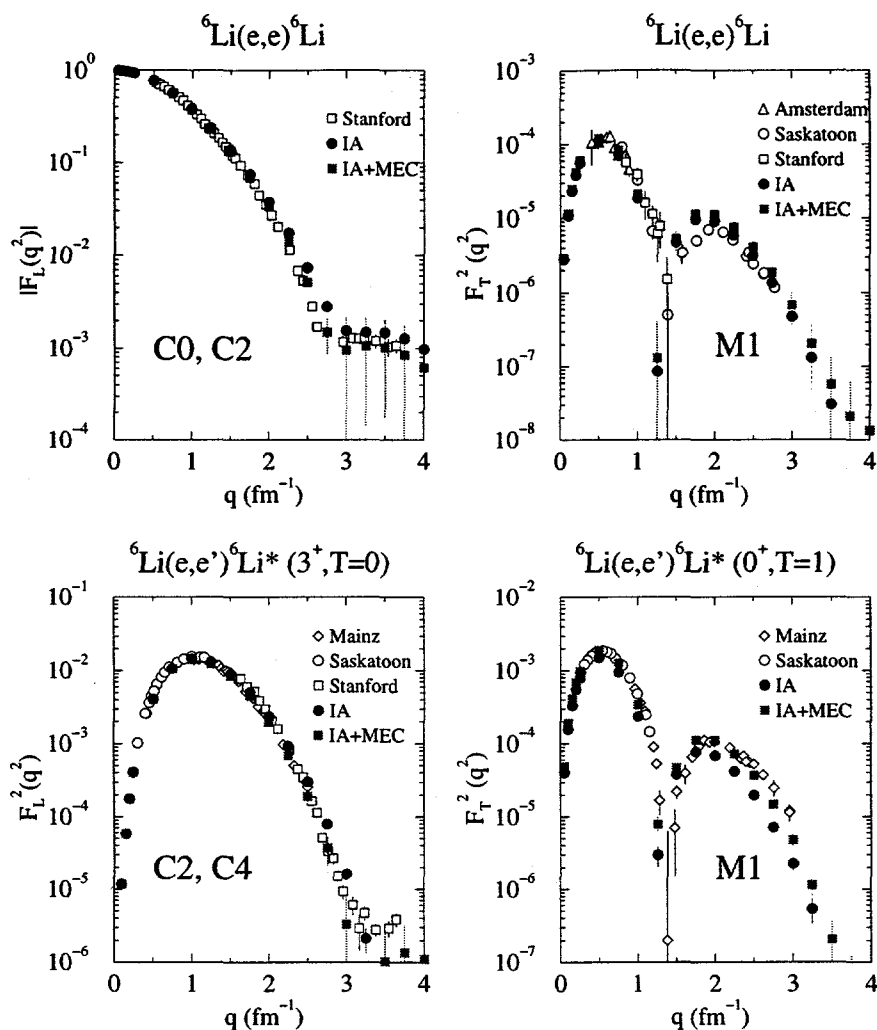 ⁶Li(e,e)⁶Li
10⁰
10⁻¹
10⁻²
10⁻³
10⁻⁴
|F_L(q²)|
Stanford
IA
IA+MEC
C0, C2
0 1 2 3 4
q (fm⁻¹)
⁶Li(e,e)⁶Li
10⁻³
10⁻⁴
10⁻⁵
10⁻⁶
10⁻⁷
10⁻⁸
F_T²(q²)
Amsterdam
Saskatoon
Stanford
IA
IA+MEC
M1
0 1 2 3 4
q (fm⁻¹)
⁶Li(e,e')⁶Li* (3⁺,T=0)
10⁻¹
10⁻²
10⁻³
10⁻⁴
10⁻⁵
10⁻⁶
F_L²(q²)
Mainz
Saskatoon
Stanford
IA
IA+MEC
C2, C4
0 1 2 3 4
q (fm⁻¹)
⁶Li(e,e')⁶Li* (0⁺,T=1)
10⁻²
10⁻³
10⁻⁴
10⁻⁵
10⁻⁶
10⁻⁷
F_T²(q²)
Mainz
Saskatoon
IA
IA+MEC
M1
0 1 2 3 4
q (fm⁻¹)